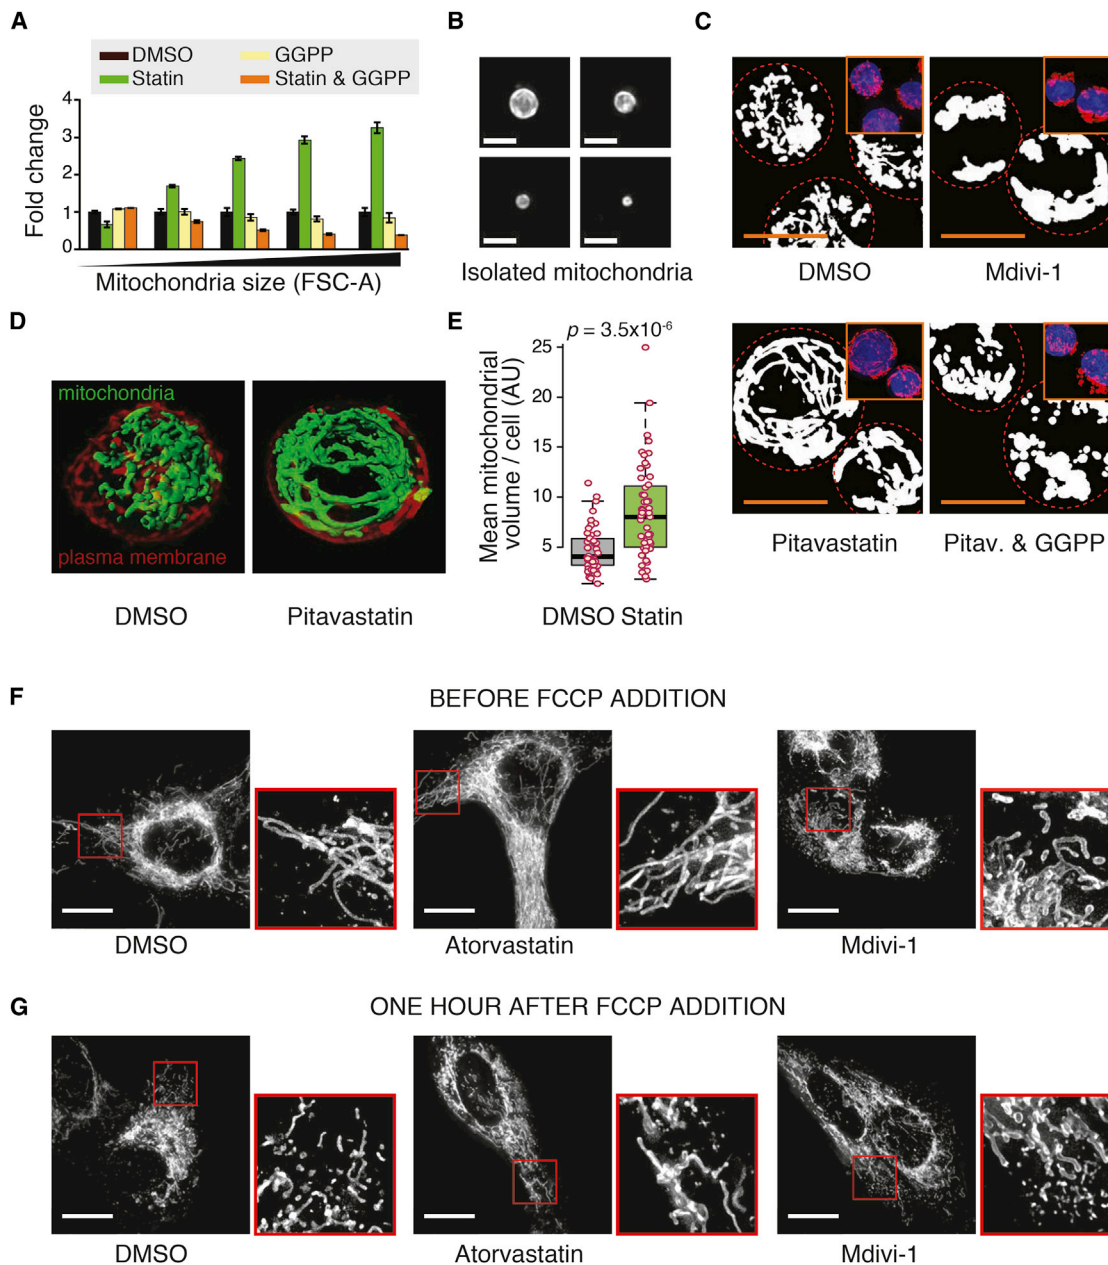 A
DMSO
GGPP
Statin
Statin & GGPP
4
3
2
1
0
Fold change
Mitochondria size (FSC-A)
B
Isolated mitochondria
C
DMSO
Mdivi-1
Pitavastatin
Pitav. & GGPP
D
mitochondria
plasma membrane
DMSO
Pitavastatin
E
p = 3.5x10-6
25
20
15
10
5
Mean mitochondrial
volume / cell (AU)
DMSO Statin
F
BEFORE FCCP ADDITION
DMSO
Atorvastatin
Mdivi-1
G
ONE HOUR AFTER FCCP ADDITION
DMSO
Atorvastatin
Mdivi-1